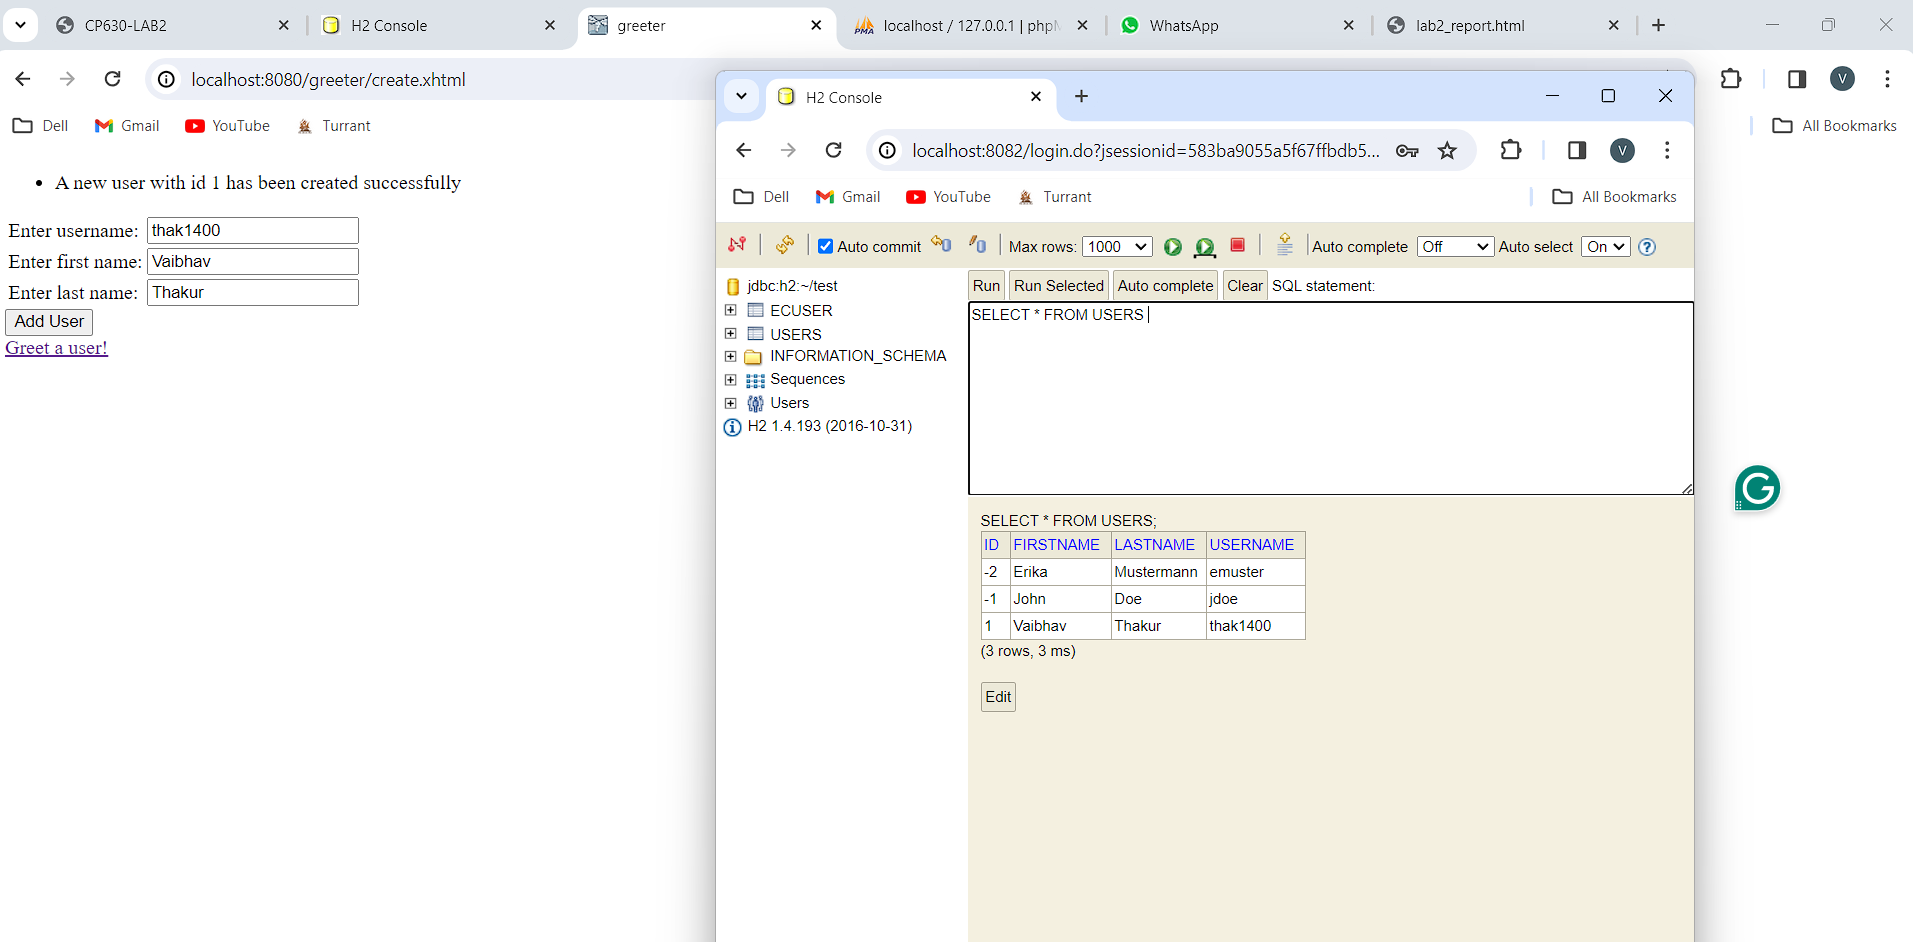 CP630-LAB2
H2 Console
greeter
localhost / 127.0.0.1 | phpM
WhatsApp
lab2_report.html
localhost:8080/greeter/create.xhtml
V
Dell
Gmail
YouTube
Turrant
All Bookmarks
A new user with id 1 has been created successfully
Enter username: thak1400
Enter first name: Vaibhav
Enter last name: Thakur
Add User
Greet a user!
H2 Console
localhost:8082/login.do?jsessionid=583ba9055a5f67ffbdb5...
V
Dell
Gmail
YouTube
Turrant
All Bookmarks
Auto commit
Max rows: 1000
Auto complete Off
Auto select On
jdbc:h2:~/test
ECUSER
USERS
INFORMATION_SCHEMA
Sequences
Users
H2 1.4.193 (2016-10-31)
Run Run Selected Auto complete Clear SQL statement:
SELECT * FROM USERS
SELECT * FROM USERS;
ID FIRSTNAME LASTNAME USERNAME
-2 Erika Mustermann emuster
-1 John Doe jdoe
1 Vaibhav Thakur thak1400
(3 rows, 3 ms)
Edit